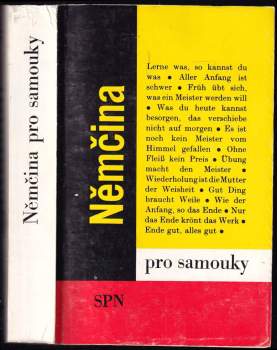 Němčina pro samouky
Němčina
Lerne was, so kannst du
was • Aller Anfang ist
schwer • Früh übt sich,
was ein Meister werden will
• Was du heute kannst
besorgen, das verschiebe
nicht auf morgen • Es ist
noch kein Meister vom
Himmel gefallen • Ohne
Fleiß kein Preis • Übung
macht den Meister •
Wiederholung ist die Mutter
der Weisheit • Gut Ding
braucht Weile • Wie der
Anfang, so das Ende • Nur
das Ende krönt das Werk •
Ende gut, alles gut •
pro samouky
SPN